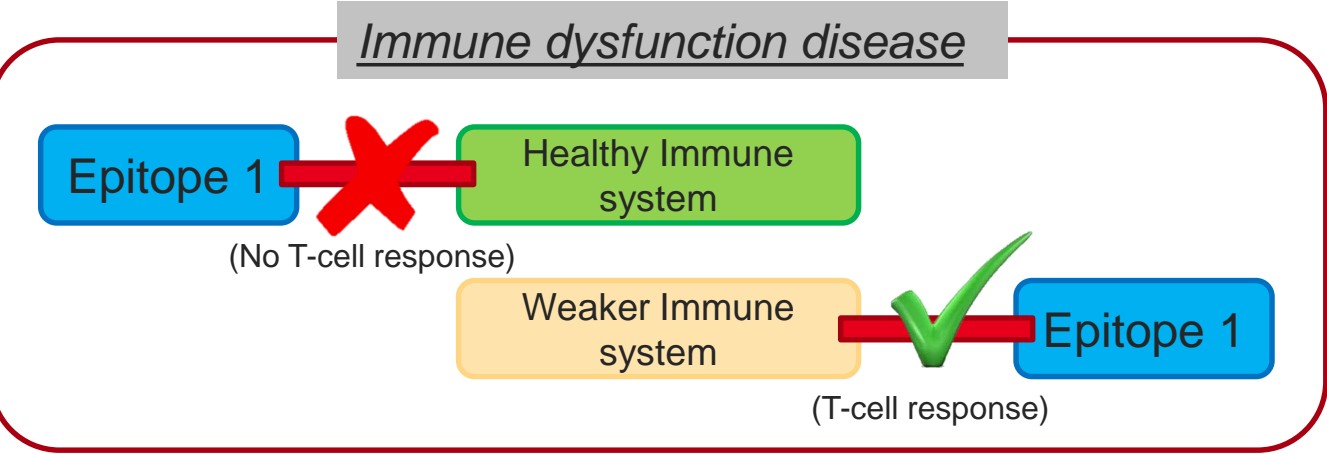 Immune dysfunction disease
Epitope 1
Healthy Immune
system
(No T-cell response)
Weaker Immune
system
Epitope 1
(T-cell response)